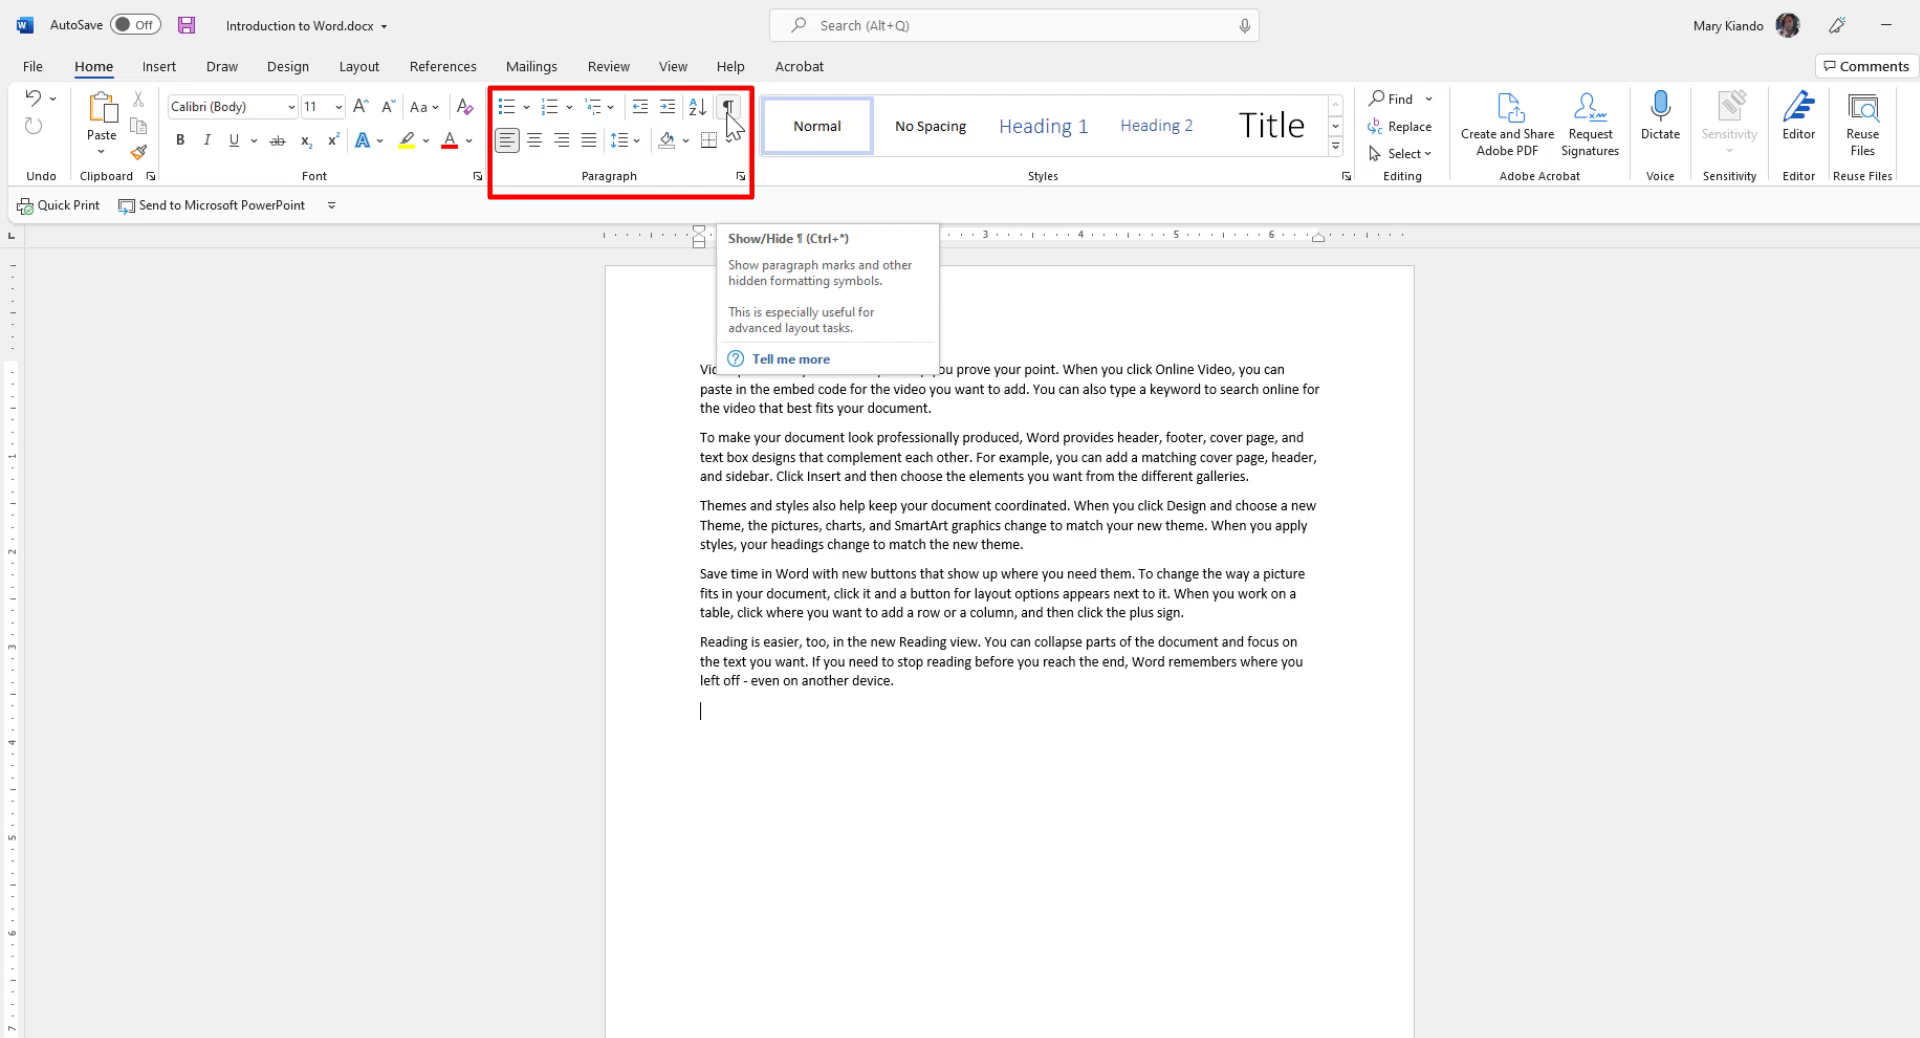 AutoSave Off Introduction to Word.docx Search (Alt+Q) Mary Kiando
File Home Insert Draw Design Layout References Mailings Review View Help Acrobat Comments
Paste
Undo
Clipboard
Calibri (Body) 11 Aa
B I U ab x₂ x² A A
Font
¶
Paragraph
Normal No Spacing Heading 1 Heading 2 Title
Styles
Find
Replace
Select
Editing
Create and Share
Adobe PDF
Request
Signatures
Adobe Acrobat
Dictate
Voice
Sensitivity
Sensitivity
Editor
Editor
Reuse
Files
Reuse Files
Quick Print Send to Microsoft PowerPoint
3 4 5 6
Show/Hide ¶ (Ctrl+*)
Show paragraph marks and other
hidden formatting symbols.
This is especially useful for
advanced layout tasks.
Tell me more
prove your point. When you click Online Video, you can
paste in the embed code for the video you want to add. You can also type a keyword to search online for
the video that best fits your document.
To make your document look professionally produced, Word provides header, footer, cover page, and
text box designs that complement each other. For example, you can add a matching cover page, header,
and sidebar. Click Insert and then choose the elements you want from the different galleries.
Themes and styles also help keep your document coordinated. When you click Design and choose a new
Theme, the pictures, charts, and SmartArt graphics change to match your new theme. When you apply
styles, your headings change to match the new theme.
Save time in Word with new buttons that show up where you need them. To change the way a picture
fits in your document, click it and a button for layout options appears next to it. When you work on a
table, click where you want to add a row or a column, and then click the plus sign.
Reading is easier, too, in the new Reading view. You can collapse parts of the document and focus on
the text you want. If you need to stop reading before you reach the end, Word remembers where you
left off - even on another device.
1
2
3
4
5
6
7